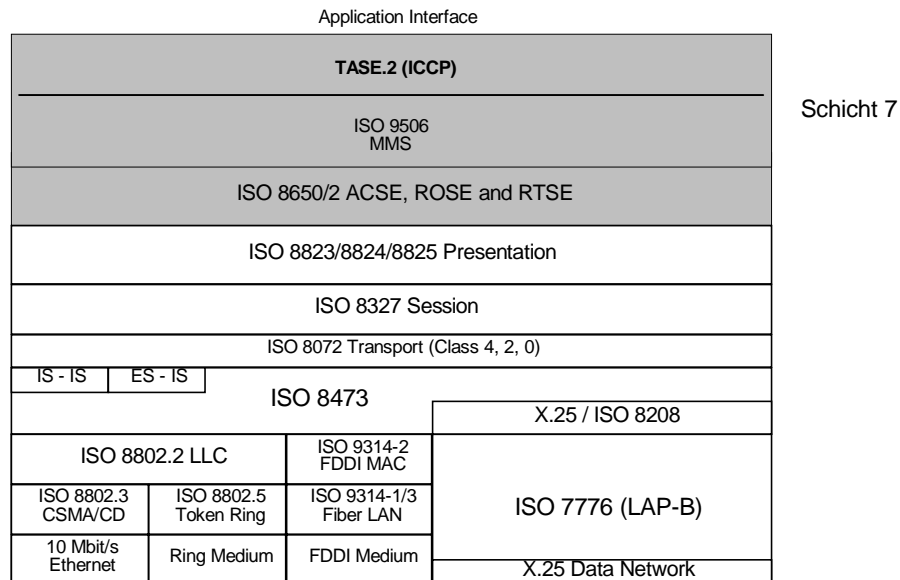 Application Interface
TASE.2 (ICCP)
Schicht 7
ISO 9506
MMS
ISO 8650/2 ACSE, ROSE and RTSE
ISO 8823/8824/8825 Presentation
ISO 8327 Session
ISO 8072 Transport (Class 4, 2, 0)
IS - IS
ES - IS
ISO 8473
X.25 / ISO 8208
ISO 8802.2 LLC
ISO 9314-2
FDDI MAC
ISO 8802.3
CSMA/CD
ISO 8802.5
Token Ring
ISO 9314-1/3
Fiber LAN
ISO 7776 (LAP-B)
10 Mbit/s
Ethernet
Ring Medium
FDDI Medium
X.25 Data Network